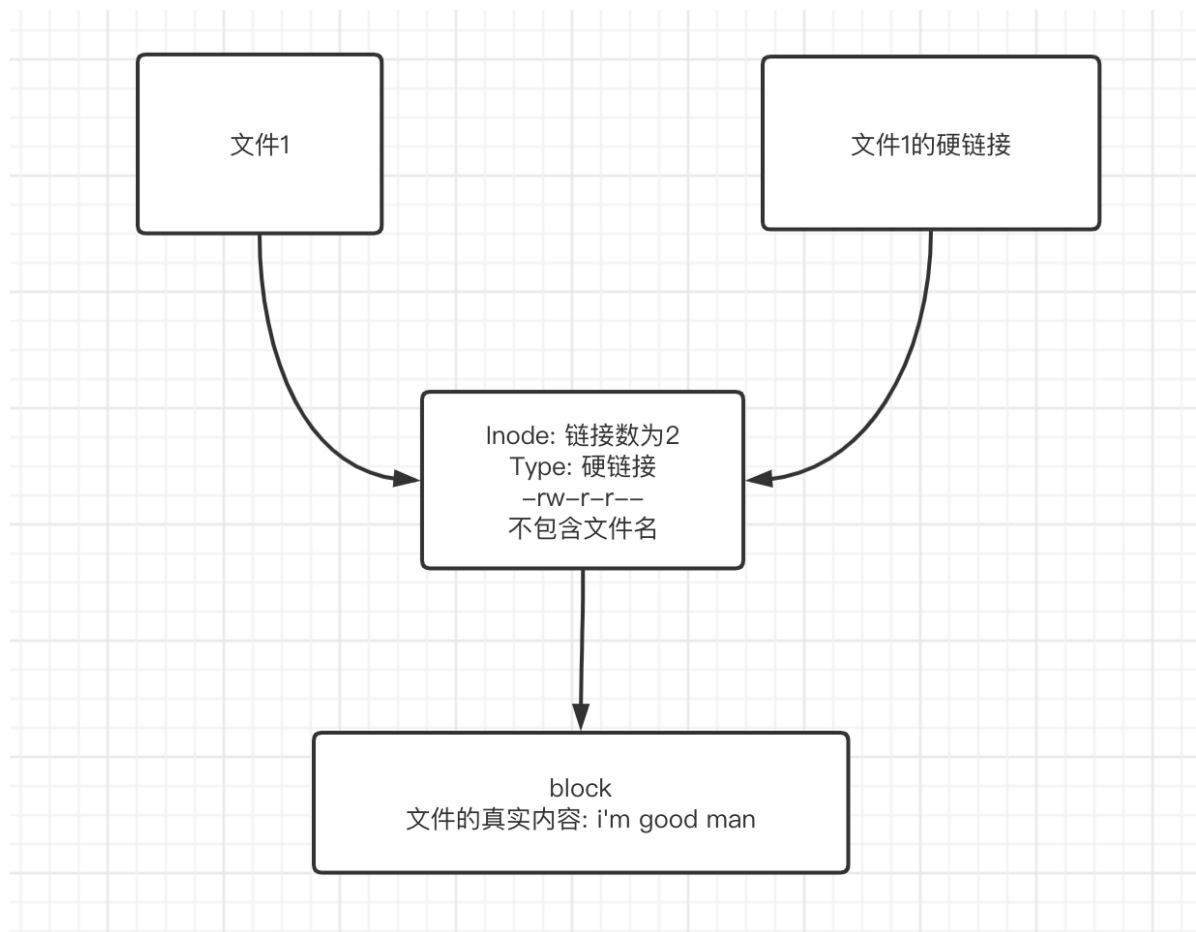 文件1
文件1的硬链接
Inode: 链接数为2
Type: 硬链接
-rw-r-r--
不包含文件名
block
文件的真实内容: i'm good man